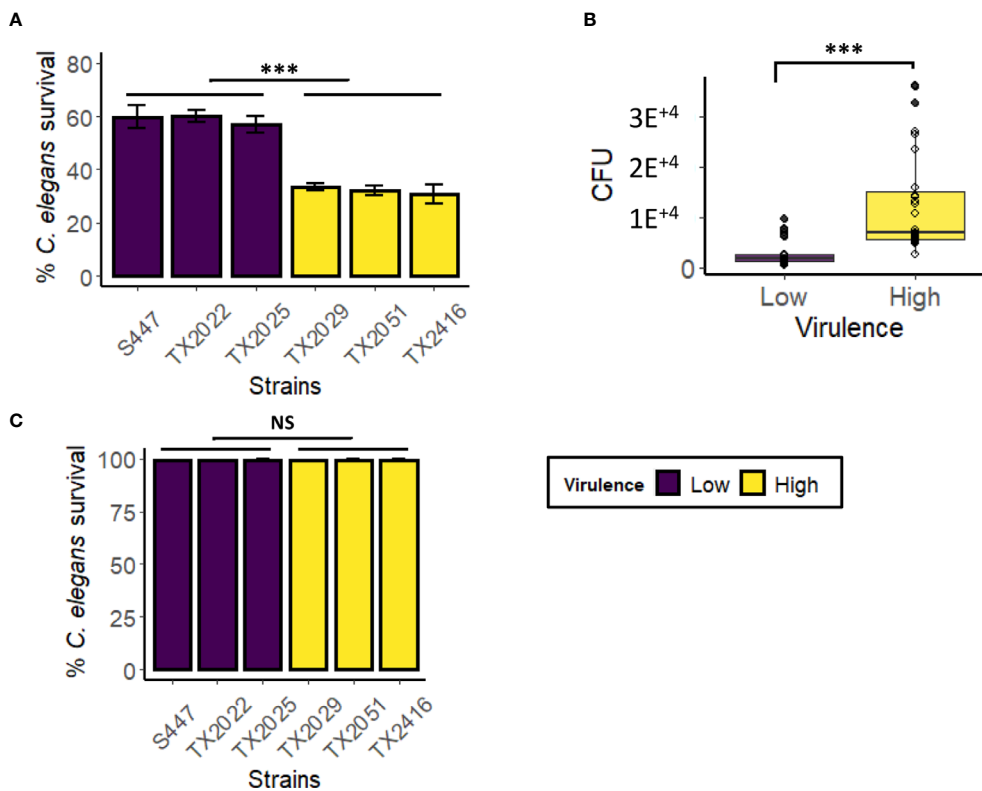 A
% C. elegans survival
80
60
40
20
0
***
S447
TX2022
TX2025
TX2029
TX2051
TX2416
Strains
B
***
CFU
3E+4
2E+4
1E+4
0
Low
High
Virulence
C
% C. elegans survival
100
75
50
25
0
NS
S447
TX2022
TX2025
TX2029
TX2051
TX2416
Strains
Virulence Low High